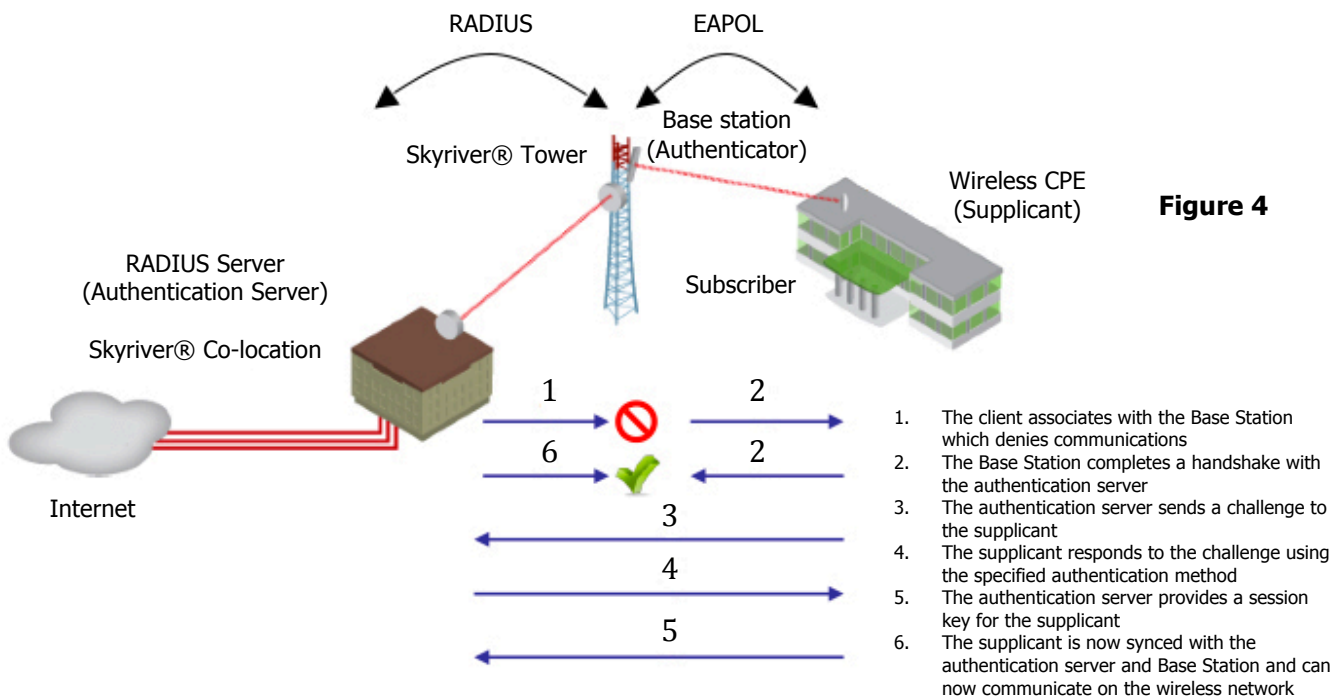 RADIUS
EAPOL
Skyriver® Tower
Base station
(Authenticator)
Wireless CPE
(Supplicant)
Figure 4
RADIUS Server
(Authentication Server)
Skyriver® Co-location
Subscriber
Internet
1
2
6
2
3
4
5
1. The client associates with the Base Station
which denies communications
2. The Base Station completes a handshake with
the authentication server
3. The authentication server sends a challenge to
the supplicant
4. The supplicant responds to the challenge using
the specified authentication method
5. The authentication server provides a session
key for the supplicant
6. The supplicant is now synced with the
authentication server and Base Station and can
now communicate on the wireless network